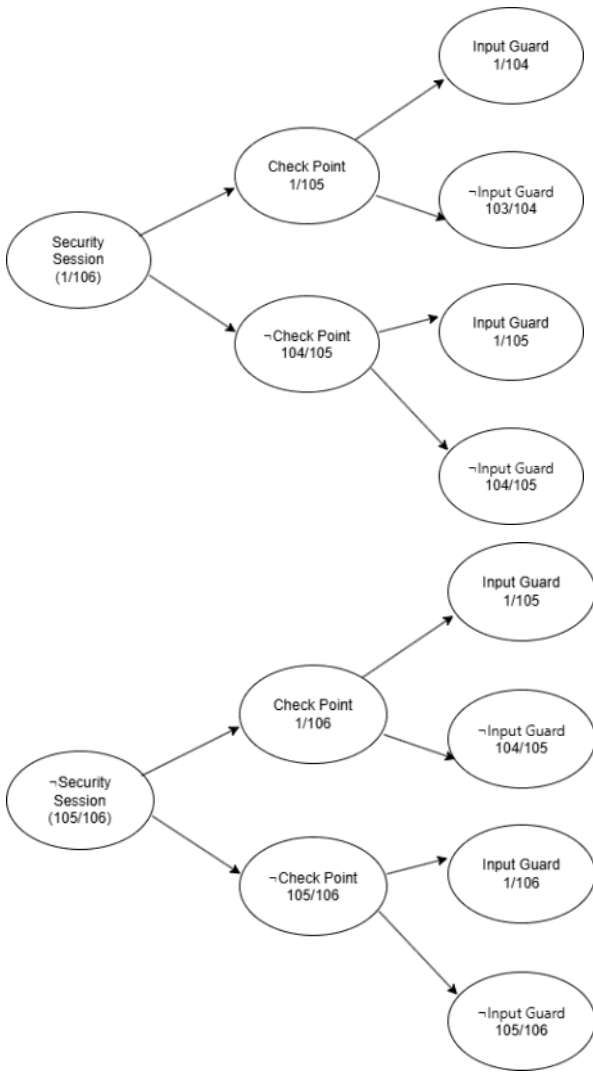 Input Guard
1/104
Check Point
1/105
¬Input Guard
103/104
Security
Session
(1/106)
Input Guard
1/105
¬Check Point
104/105
¬Input Guard
104/105
Input Guard
1/105
Check Point
1/106
¬Input Guard
104/105
¬Security
Session
(105/106)
Input Guard
1/106
¬Check Point
105/106
¬Input Guard
105/106